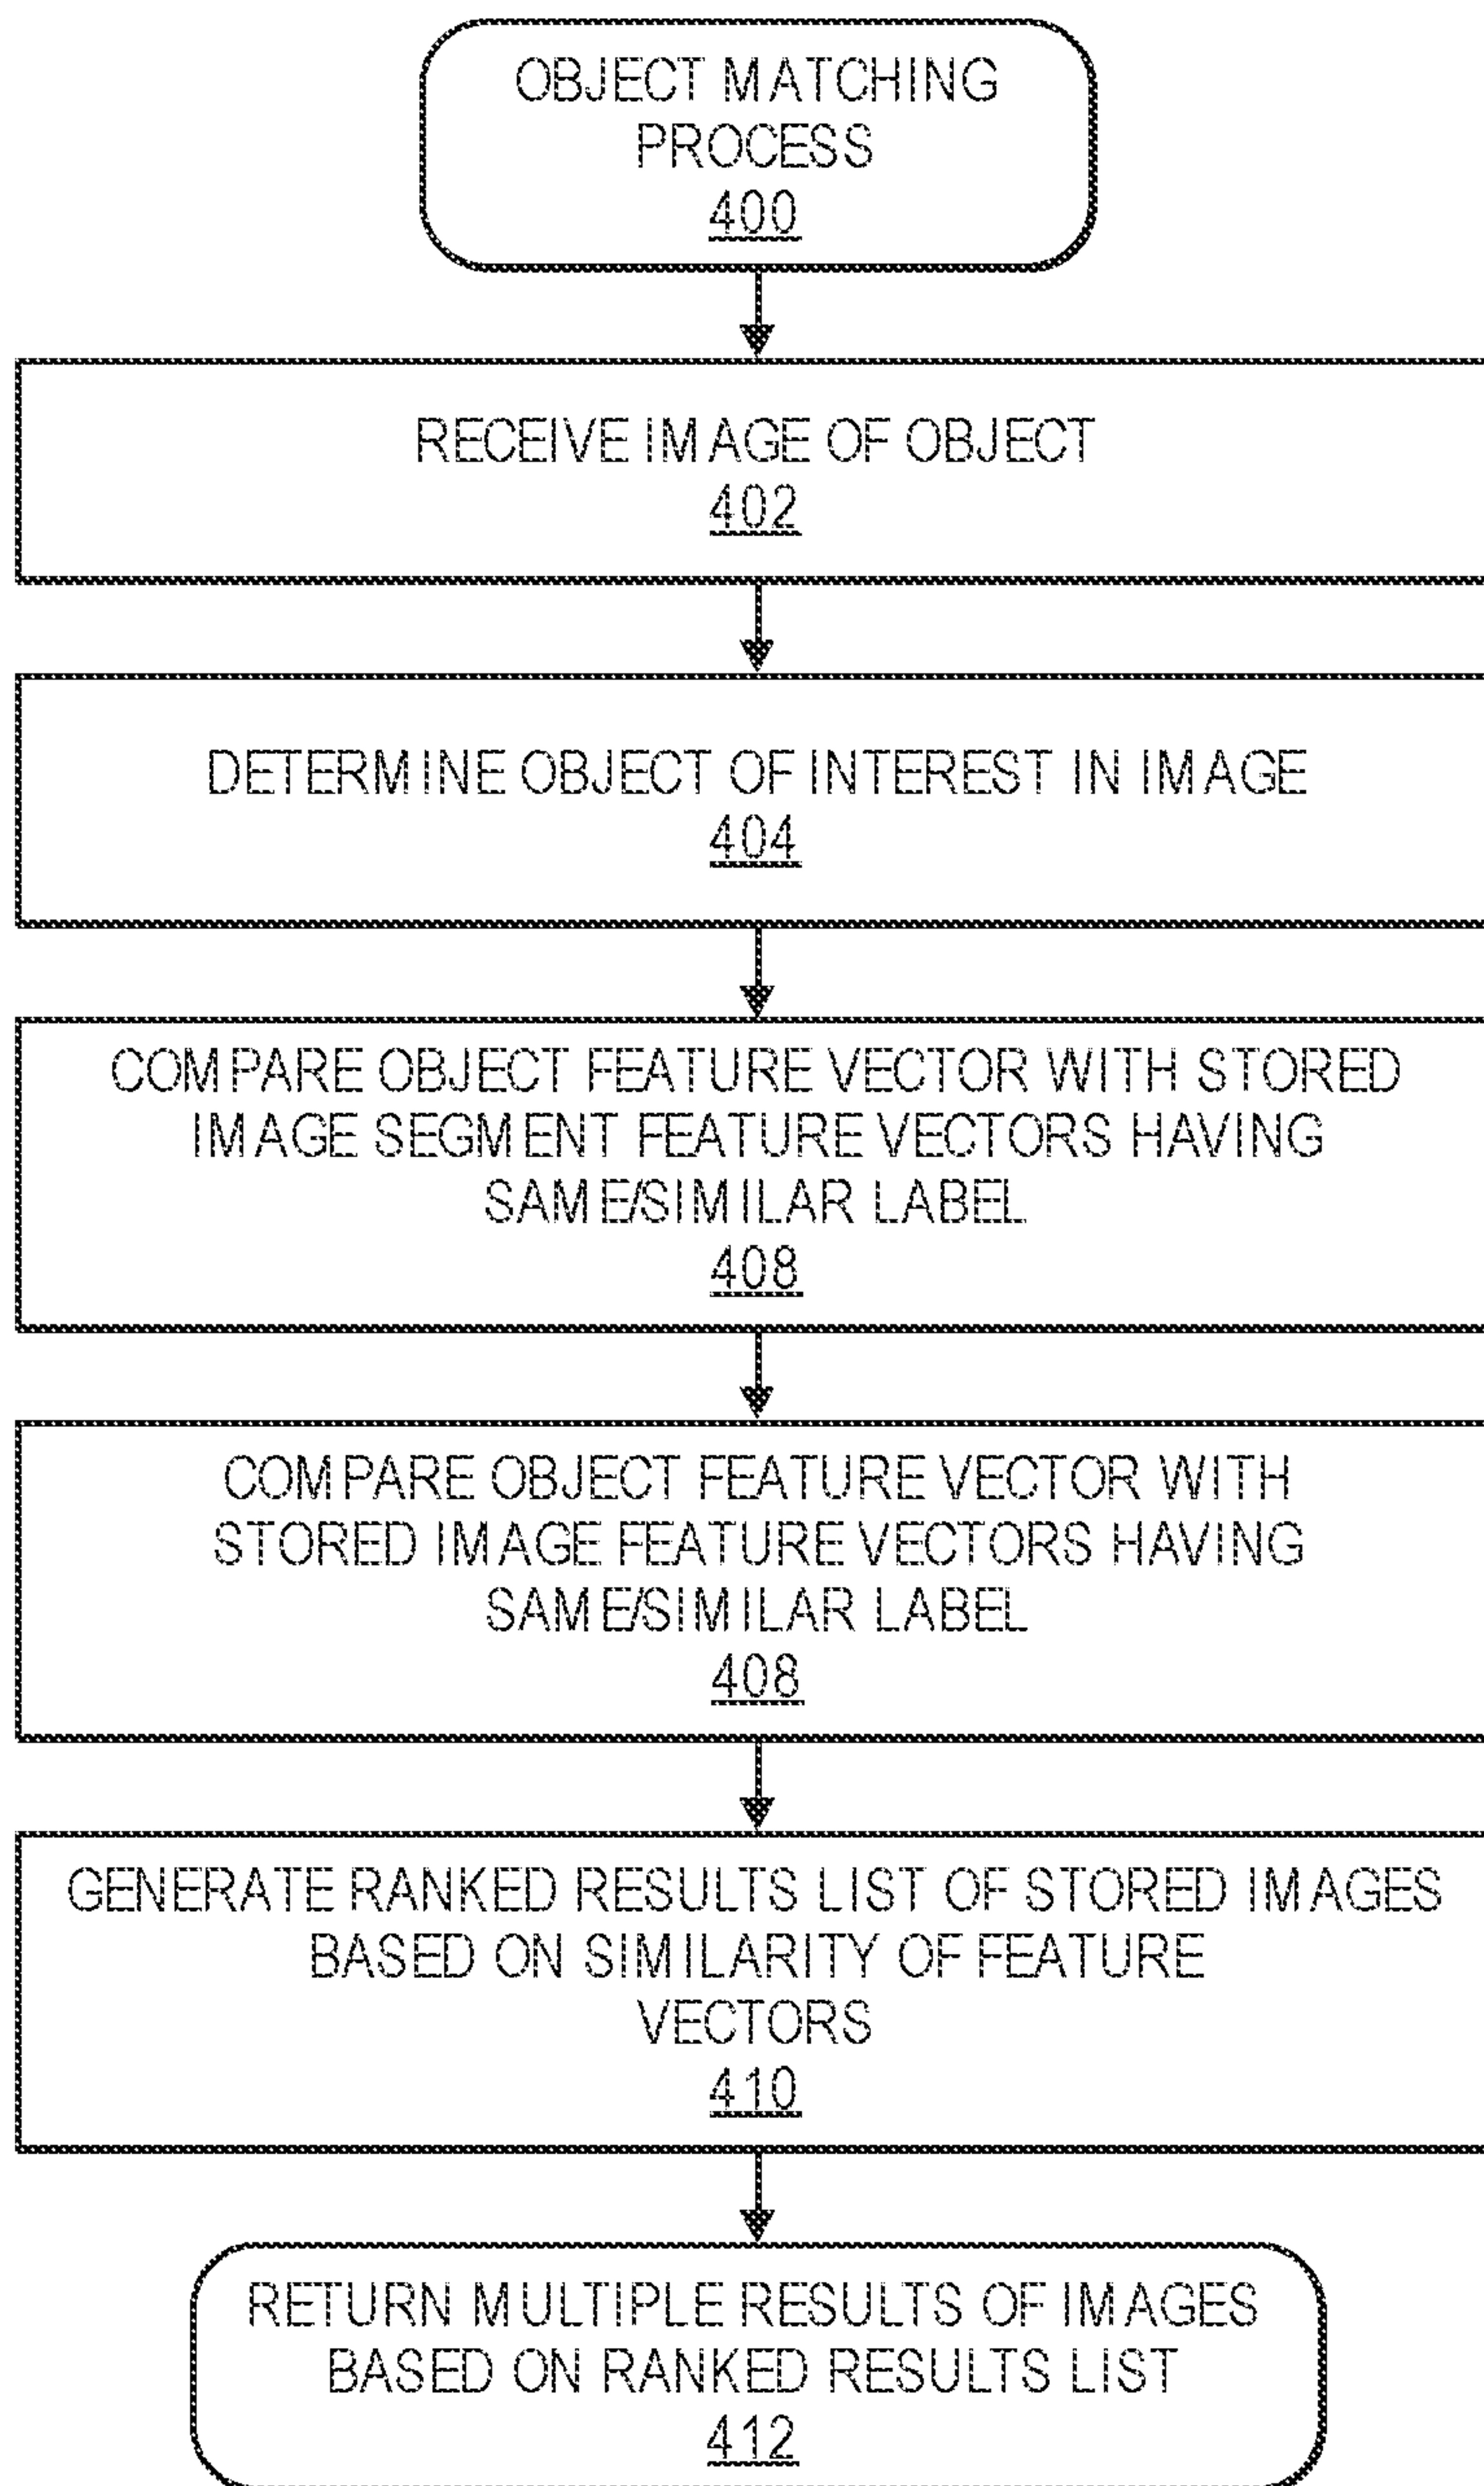 OBJECT MATCHING
PROCESS
400
RECEIVE IMAGE OF OBJECT
402
DETERMINE OBJECT OF INTEREST IN IMAGE
404
COMPARE OBJECT FEATURE VECTOR WITH STORED
IMAGE SEGMENT FEATURE VECTORS HAVING
SAME/SIMILAR LABEL
408
COMPARE OBJECT FEATURE VECTOR WITH
STORED IMAGE FEATURE VECTORS HAVING
SAME/SIMILAR LABEL
408
GENERATE RANKED RESULTS LIST OF STORED IMAGES
BASED ON SIMILARITY OF FEATURE
VECTORS
410
RETURN MULTIPLE RESULTS OF IMAGES
BASED ON RANKED RESULTS LIST
412